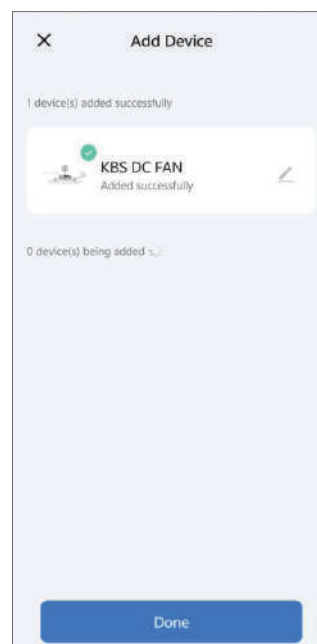 Add Device
1 device(s) added successfully
KBS DC FAN
Added successfully
0 device(s) being added
Done